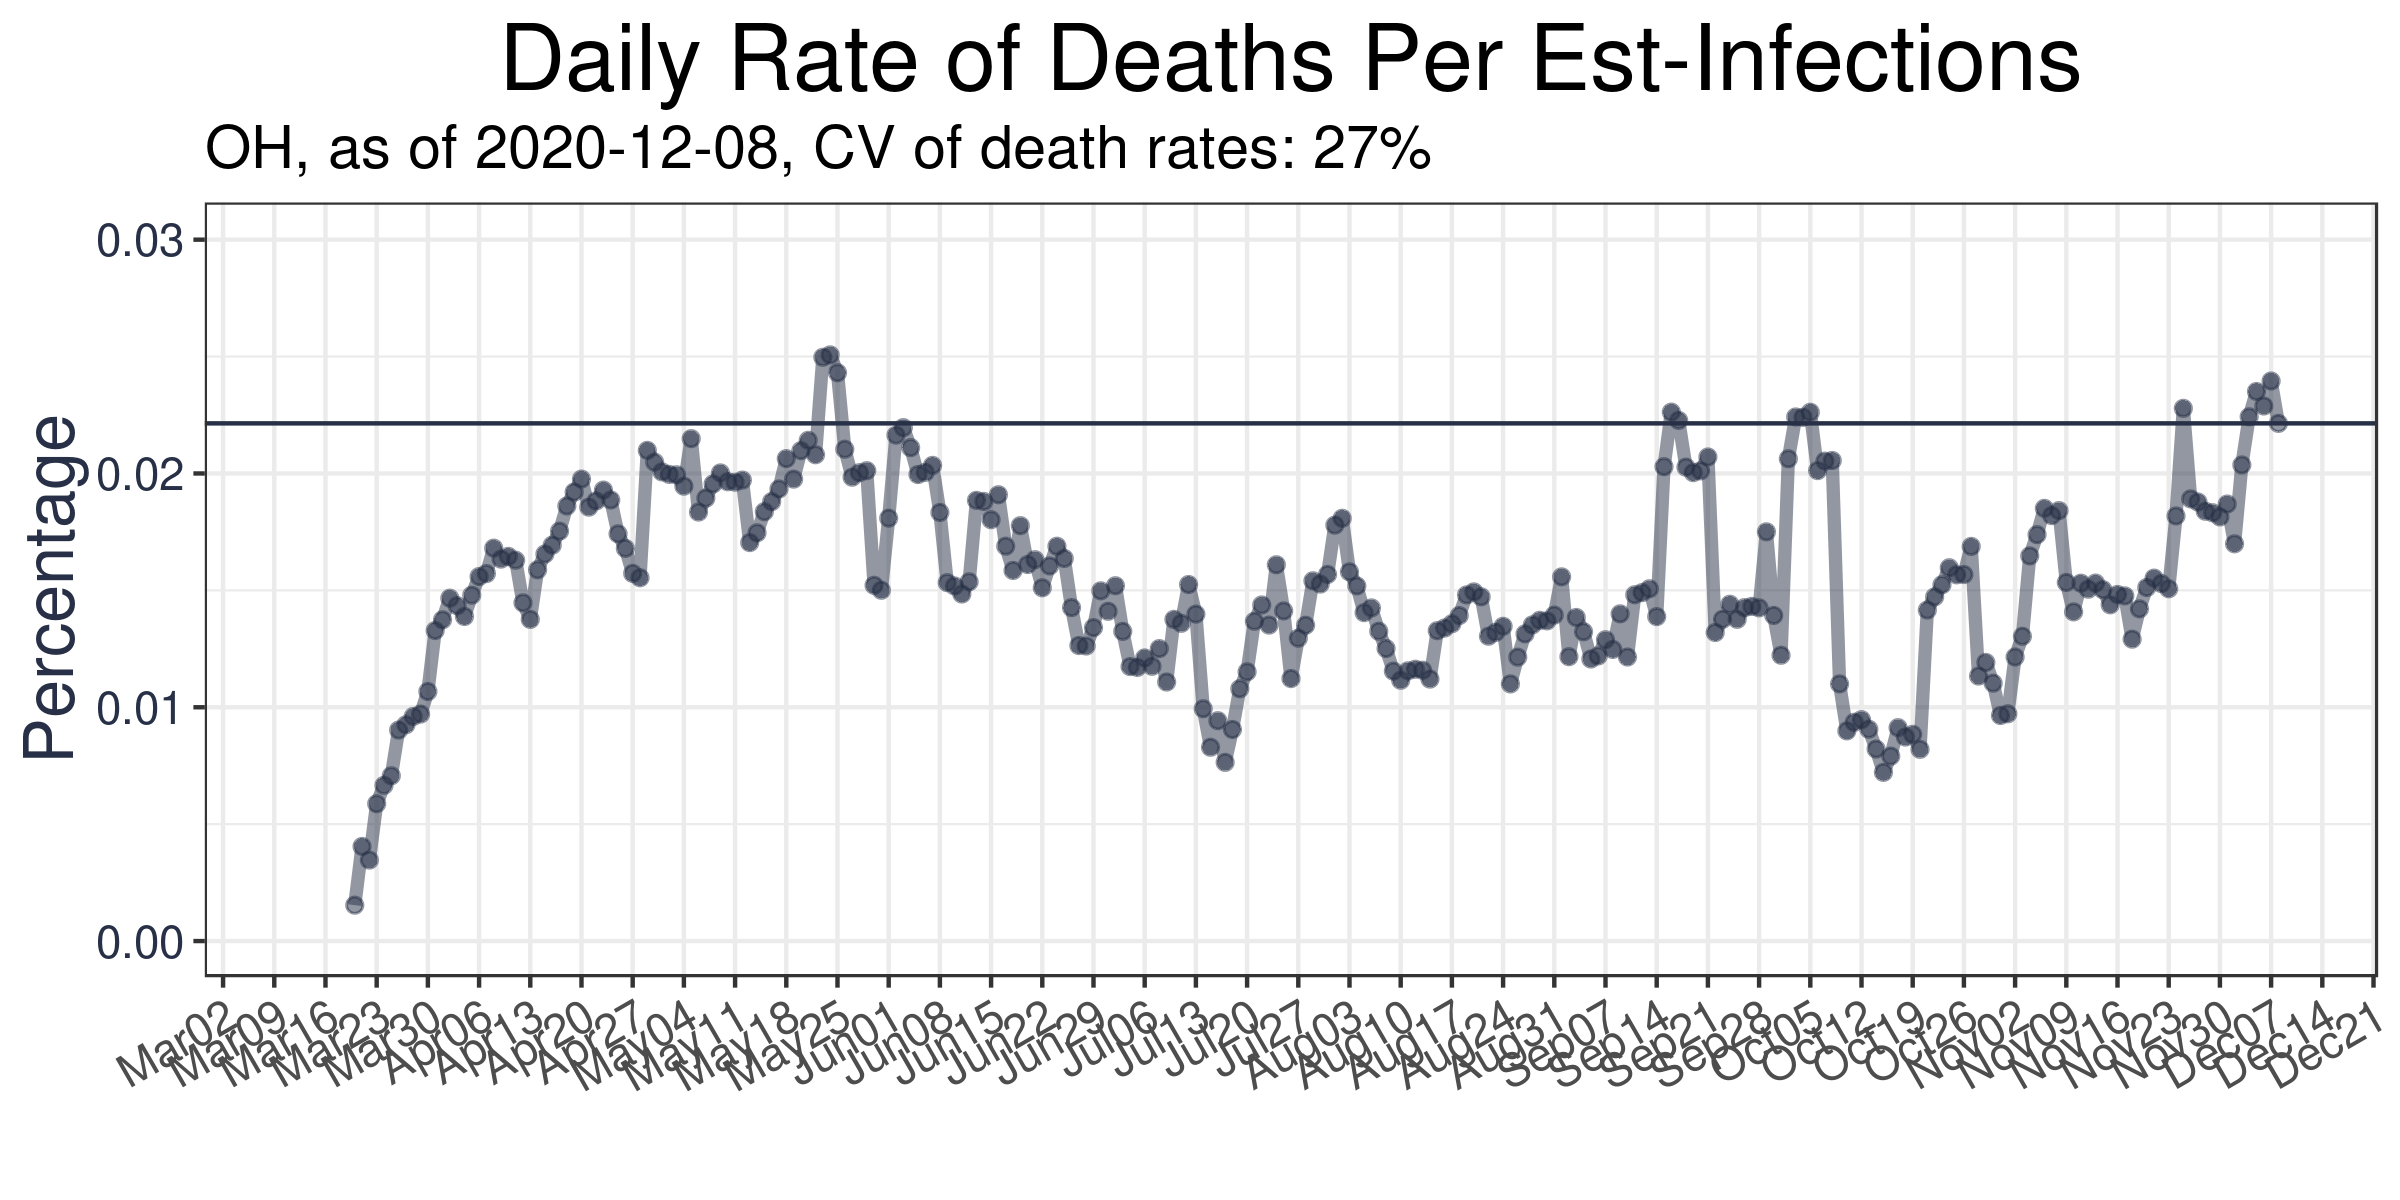 Daily Rate of Deaths Per Est-Infections
OH, as of 2020-12-08, CV of death rates: 27%
Percentage
0.03
0.02
0.01
0.00
Mar02
Mar09
Mar16
Mar23
Mar30
Apr06
Apr13
Apr20
Apr27
May04
May11
May18
May25
Jun01
Jun08
Jun15
Jun22
Jun29
Jul06
Jul13
Jul20
Jul27
Aug03
Aug10
Aug17
Aug24
Aug31
Sep07
Sep14
Sep21
Sep28
Oct05
Oct12
Oct19
Oct26
Nov02
Nov09
Nov16
Nov23
Nov30
Dec07
Dec14
Dec21